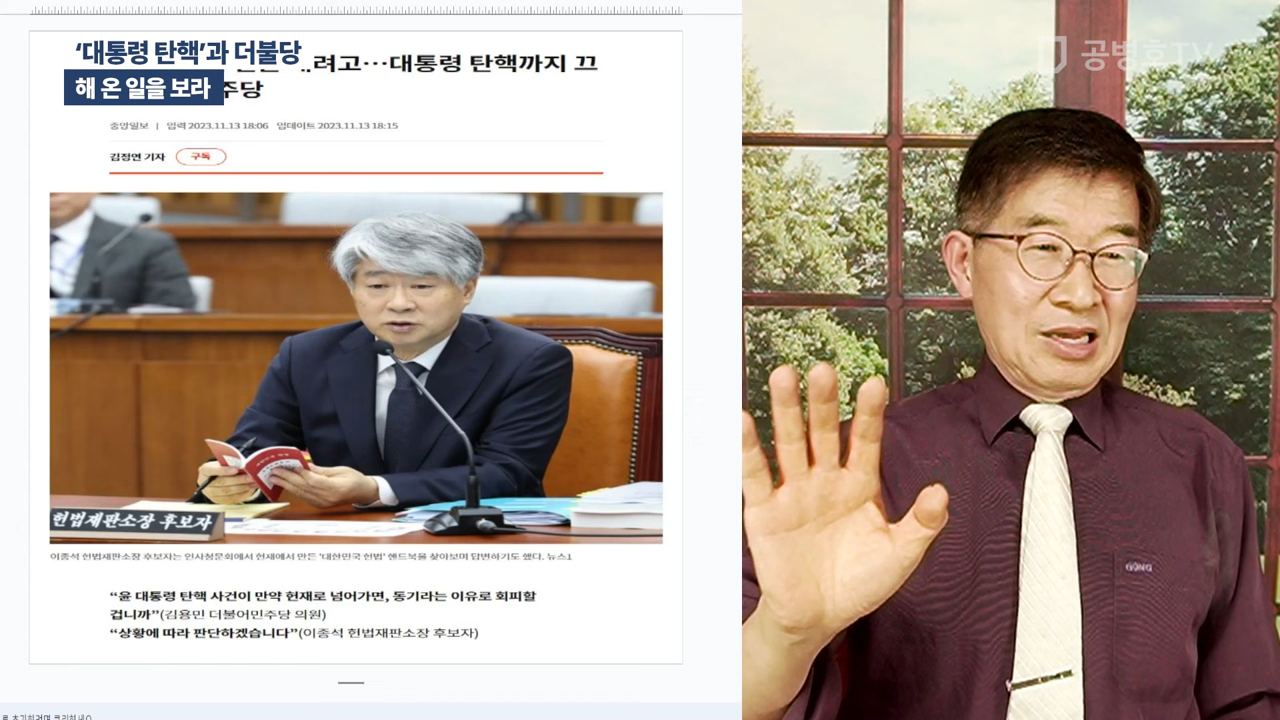 ‘대통령 탄핵’과 더불당
해 온 일을 보라
려고…대통령 탄핵까지 끄
주당
중앙일보 | 입력 2023.11.13 18:06 업데이트 2023.11.13 18:15
김정연 기자 구독
헌법재판소장 후보자
이종석 헌법재판소장 후보자는 인사청문회에서 헌재에서 만든 '대한민국 헌법' 핸드북을 찾아보며 답변하기도 했다. 뉴스1
“윤 대통령 탄핵 사건이 만약 헌재로 넘어가면, 동기라는 이유로 회피할
겁니까”(김용민 더불어민주당 의원)
“상황에 따라 판단하겠습니다”(이종석 헌법재판소장 후보자)
공병호TV
GONG